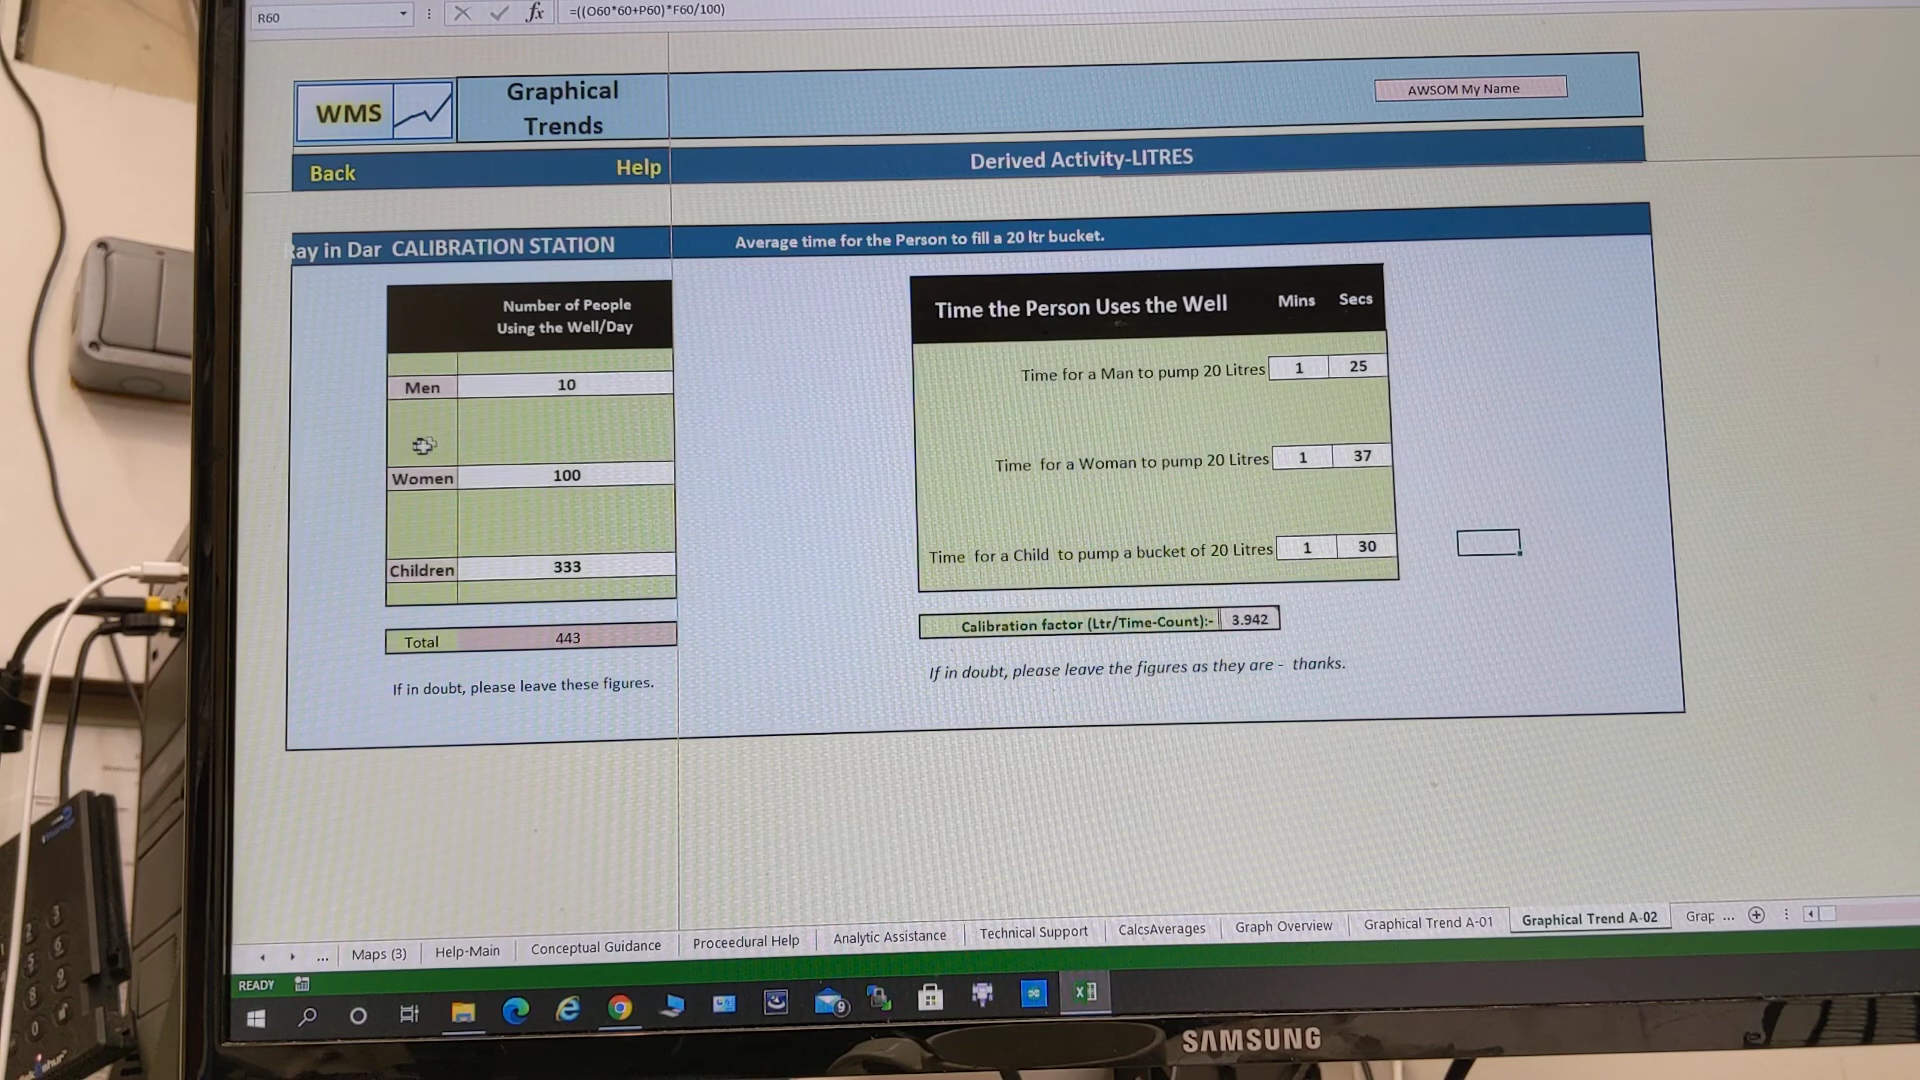 R60
fx
=((O60*60+P60)*F60/100)
WMS
Graphical
Trends
AWSOM My Name
Back
Help
Derived Activity-LITRES
Ray in Dar CALIBRATION STATION
Average time for the Person to fill a 20 ltr bucket.
Number of People
Using the Well/Day
Time the Person Uses the Well Mins Secs
Men 10
Time for a Man to pump 20 Litres 1 25
Women 100
Time for a Woman to pump 20 Litres 1 37
Children 333
Time for a Child to pump a bucket of 20 Litres 1 30
Total 443
Calibration factor (Ltr/Time-Count):- 3.942
If in doubt, please leave these figures.
If in doubt, please leave the figures as they are - thanks.
... Maps (3) Help-Main Conceptual Guidance Proceedural Help Analytic Assistance Technical Support CalcsAverages Graph Overview Graphical Trend A-01 Graphical Trend A-02 Grap ...
READY
9
SAMSUNG